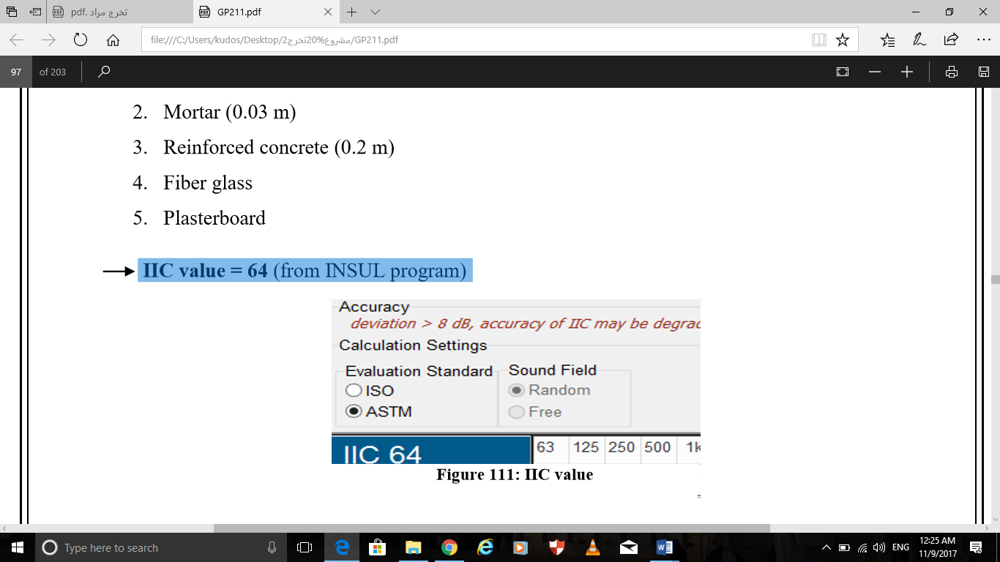 pdf. تخرج مراد
GP211.pdf
file:///C:/Users/kudos/Desktop/2مشروع%20تخرج/GP211.pdf
97 of 203
2. Mortar (0.03 m)
3. Reinforced concrete (0.2 m)
4. Fiber glass
5. Plasterboard
IIC value = 64 (from INSUL program)
Accuracy
deviation > 8 dB, accuracy of IIC may be degrad
Calculation Settings
Evaluation Standard
ISO
ASTM
Sound Field
Random
Free
IIC 64
63 125 250 500 1k
Figure 111: IIC value
Type here to search
ENG
12:25 AM
11/9/2017